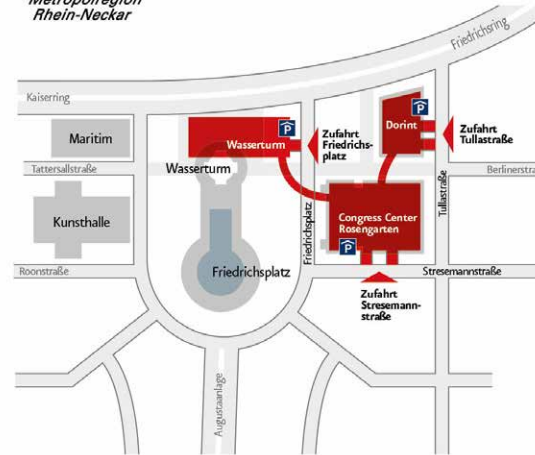 Metropolregion
Rhein-Neckar
Friedrichsring
Kaiserring
Maritim
Wasserturm
P
Zufahrt
Friedrichs-
platz
Dorint
P
Zufahrt
Tullastraße
Tattersallstraße
Wasserturm
Berlinerstra
Kunsthalle
Friedrichsplatz
Congress Center
Rosengarten
P
Tullastraße
Roonstraße
Friedrichsplatz
Stresemannstraße
Zufahrt
Stresemann-
straße
Augustaanlage